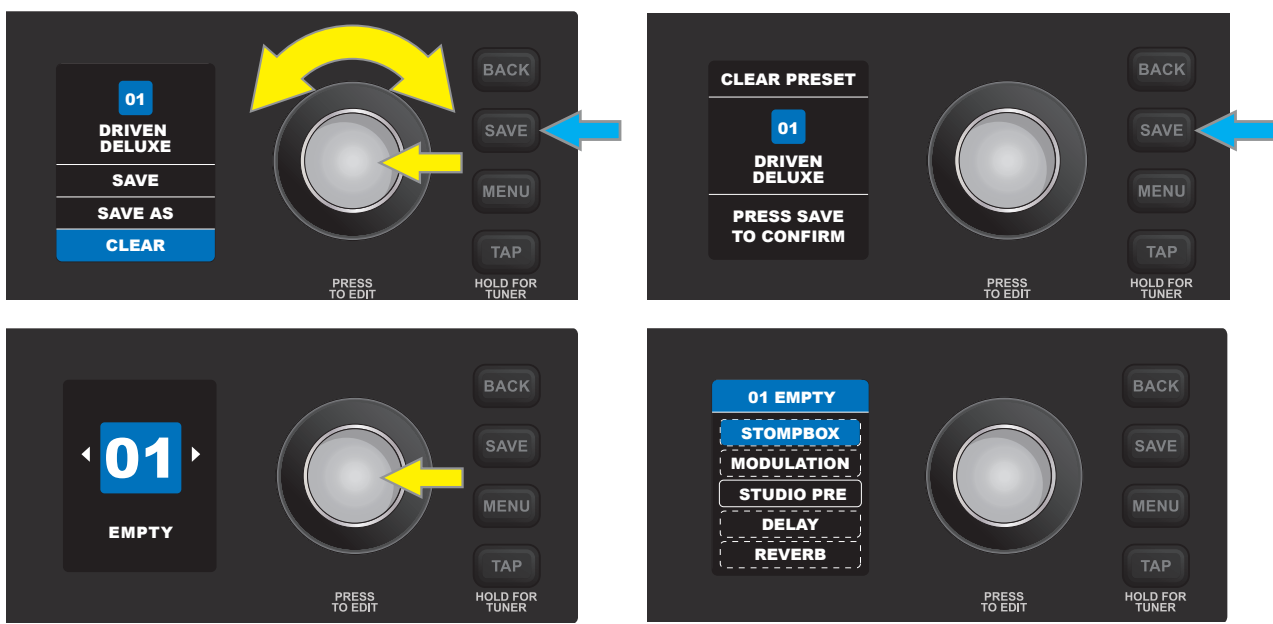 01
DRIVEN
DELUXE
SAVE
SAVE AS
CLEAR
PRESS
TO EDIT
BACK
SAVE
MENU
TAP
HOLD FOR
TUNER
CLEAR PRESET
01
DRIVEN
DELUXE
PRESS SAVE
TO CONFIRM
PRESS
TO EDIT
BACK
SAVE
MENU
TAP
HOLD FOR
TUNER
01
EMPTY
PRESS
TO EDIT
BACK
SAVE
MENU
TAP
HOLD FOR
TUNER
01 EMPTY
STOMPBOX
MODULATION
STUDIO PRE
DELAY
REVERB
PRESS
TO EDIT
BACK
SAVE
MENU
TAP
HOLD FOR
TUNER